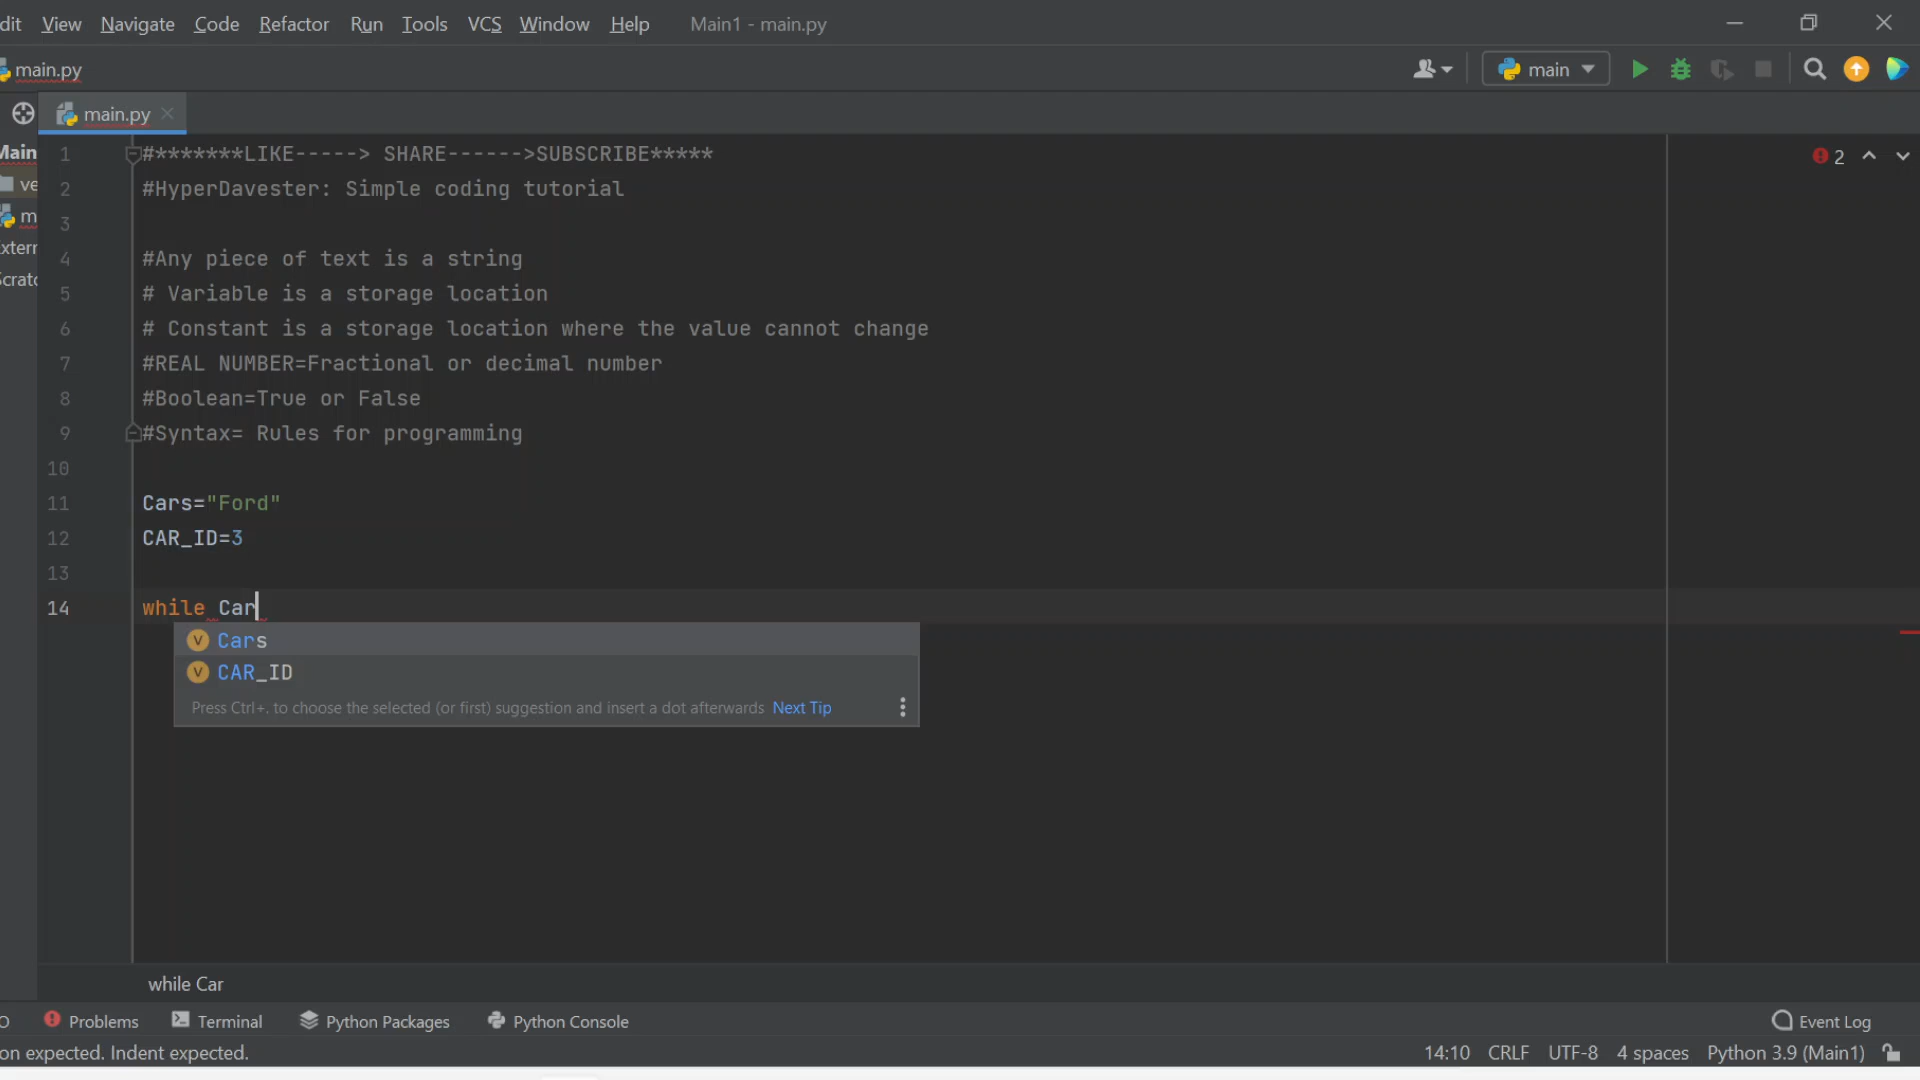 dit View Navigate Code Refactor Run Tools VCS Window Help Main1 - main.py
main.py main
main.py
Main
ve
m
Extern
Scratc
1 #*******LIKE-----> SHARE------>SUBSCRIBE***** 2
2 #HyperDavester: Simple coding tutorial
3
4 #Any piece of text is a string
5 # Variable is a storage location
6 # Constant is a storage location where the value cannot change
7 #REAL NUMBER=Fractional or decimal number
8 #Boolean=True or False
9 #Syntax= Rules for programming
10
11 Cars="Ford"
12 CAR_ID=3
13
14 while Car
V Cars
V CAR_ID
Press Ctrl+. to choose the selected (or first) suggestion and insert a dot afterwards Next Tip
while Car
O Problems Terminal Python Packages Python Console Event Log
on expected. Indent expected. 14:10 CRLF UTF-8 4 spaces Python 3.9 (Main1)